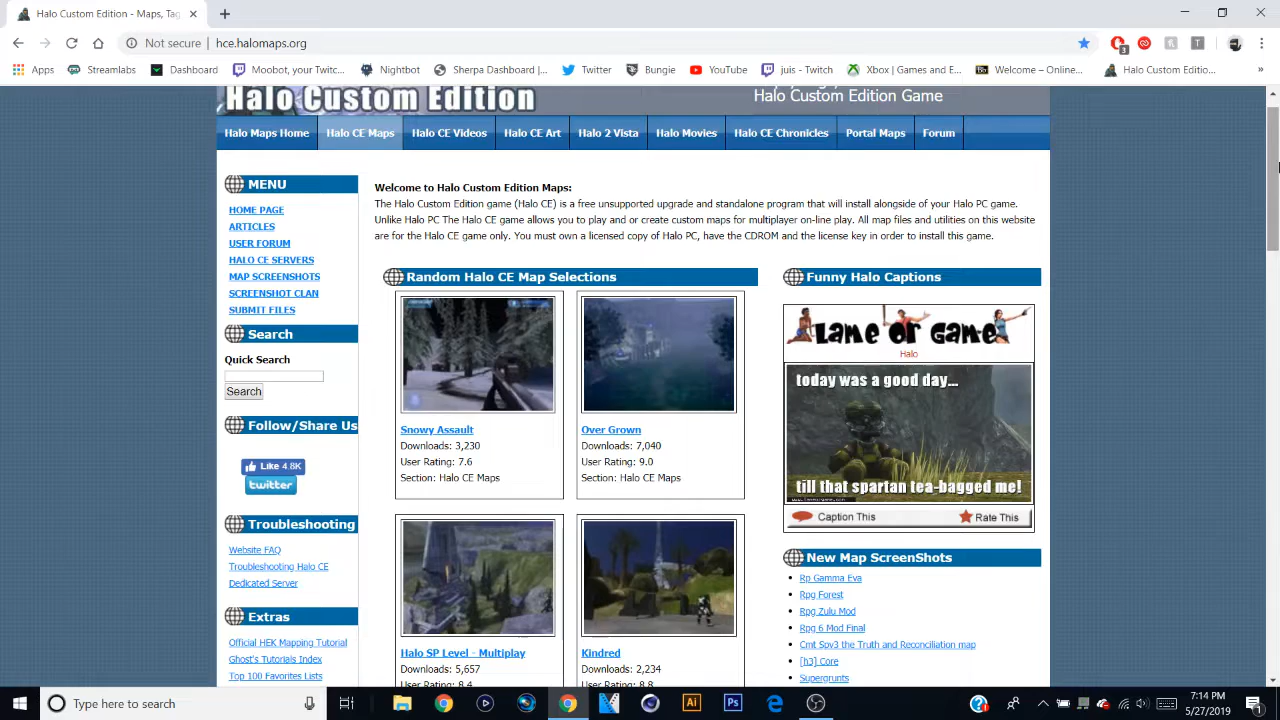 Halo Custom Edition - Maps, Tag
Not secure | hce.halomaps.org
3
Apps Streamlabs Dashboard |... Moobot, your Twitc... Nightbot Sherpa Dashboard |... Twitter Bungie YouTube juis - Twitch Xbox | Games and E... Welcome – Online... Halo Custom Editio... »
Halo Custom Edition
Halo Custom Edition Game
Halo Maps Home Halo CE Maps Halo CE Videos Halo CE Art Halo 2 Vista Halo Movies Halo CE Chronicles Portal Maps Forum
MENU
HOME PAGE
ARTICLES
USER FORUM
HALO CE SERVERS
MAP SCREENSHOTS
SCREENSHOT CLAN
SUBMIT FILES
Search
Quick Search
Search
Follow/Share Us
Like 4.8K
twitter
Troubleshooting
Website FAQ
Troubleshooting Halo CE
Dedicated Server
Extras
Official HEK Mapping Tutorial
Ghost's Tutorials Index
Top 100 Favorites Lists
Welcome to Halo Custom Edition Maps:
The Halo Custom Edition game (Halo CE) is a free unsupported upgrade and standalone program that will install alongside of your Halo PC game.
Unlike Halo PC The Halo CE game allows you to play and or create custom maps for multiplayer on-line play. All map files and utilities on this website
are for the Halo CE game only. You must own a licensed copy of Halo PC, have the CDROM and the license key in order to install this game.
Random Halo CE Map Selections
Snowy Assault
Downloads: 3,230
User Rating: 7.6
Section: Halo CE Maps
Over Grown
Downloads: 7,040
User Rating: 9.0
Section: Halo CE Maps
Halo SP Level - Multiplay
Downloads: 5,657
User Rating: 8.4
Kindred
Downloads: 2,234
User Rating: 8.8
Funny Halo Captions
LAME OR GAME
Halo
today was a good day...
till that spartan tea-bagged me!
Caption This
Rate This
New Map ScreenShots
Rp Gamma Eva
Rpg Forest
Rpg Zulu Mod
Rpg 6 Mod Final
Cmt Spv3 the Truth and Reconciliation map
[h3] Core
Supergrunts
Type here to search
Ai
Ps
7:14 PM
5/27/2019
1